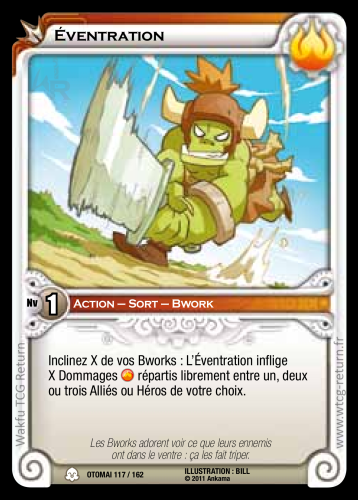 Éventration
Nv 1 Action – Sort – Bwork
Inclinez X de vos Bworks : L'Éventration inflige
X Dommages répartis librement entre un, deux
ou trois Alliés ou Héros de votre choix.
Les Bworks adorent voir ce que leurs ennemis
ont dans le ventre : ça les fait triper.
OTOMAI 117 / 162
ILLUSTRATION : BILL
© 2011 Ankama
Wakfu TCG Return
www.wtcg-return.fr